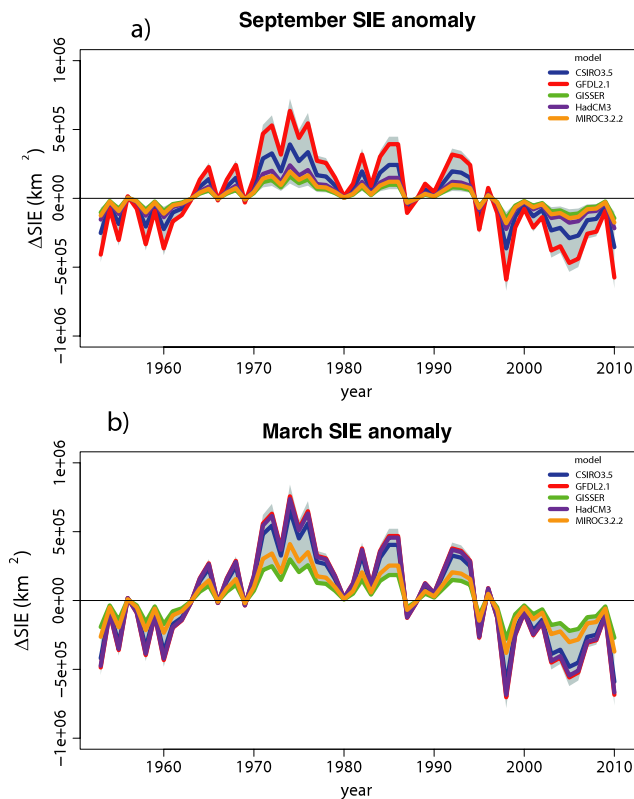 September SIE anomaly
a)
model
CSIRO3.5
GFDL2.1
GISSER
HadCM3
MIROC3.2.2
1e+06
5e+05
0e+00
−5e+05
−1e+06
ΔSIE (km ²)
1960 1970 1980 1990 2000 2010
year
b)
March SIE anomaly
model
CSIRO3.5
GFDL2.1
GISSER
HadCM3
MIROC3.2.2
1e+06
5e+05
0e+00
−5e+05
−1e+06
ΔSIE (km ²)
1960 1970 1980 1990 2000 2010
year